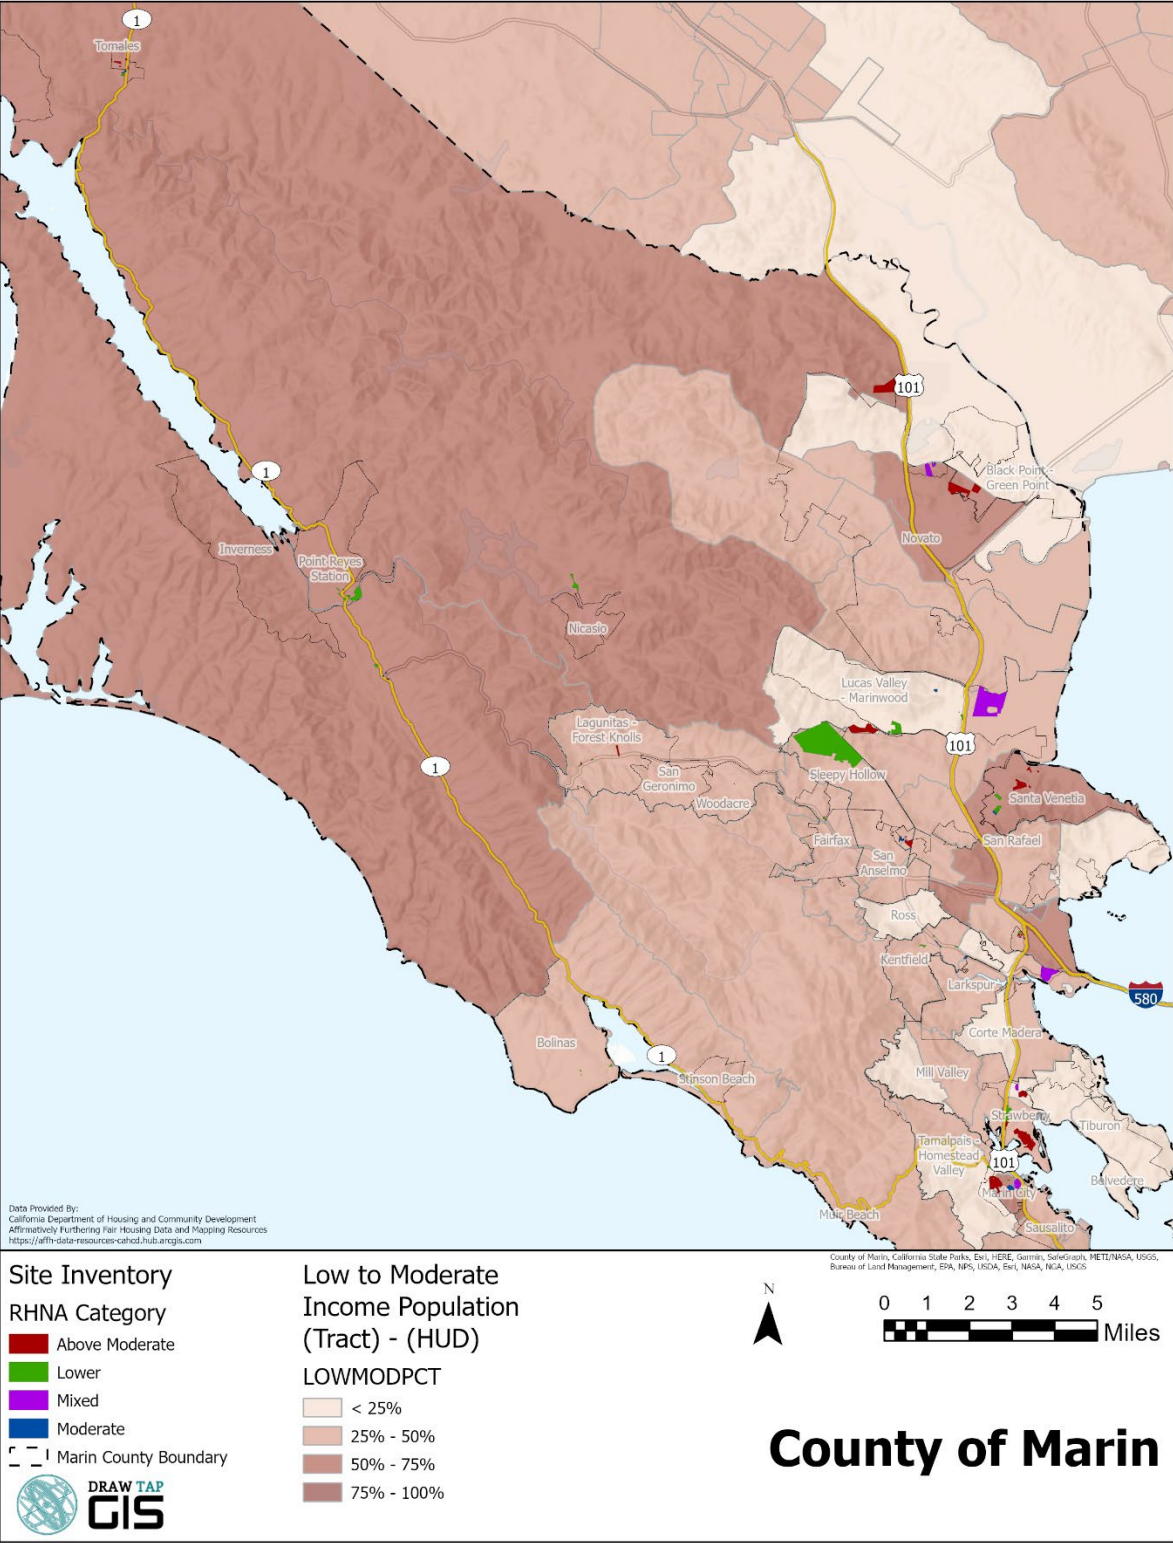 1
Tomales
101
Black Point -
Green Point
1
Novato
Inverness
Point Reyes
Station
Nicasio
Lucas Valley
- Marinwood
Lagunitas -
Forest Knolls
101
1
Sleepy Hollow
San
Geronimo
Woodacre
Santa Venetia
Fairfax
San Rafael
San
Anselmo
Ross
Kentfield
Larkspur
580
Corte Madera
Bolinas
1
Mill Valley
Stinson Beach
Strawberry
Tiburon
Tamalpais -
Homestead
Valley
101
Belvedere
Marin City
Muir Beach
Sausalito
Data Provided By:
California Department of Housing and Community Development
Affirmatively Furthering Fair Housing Data and Mapping Resources
https://affh-data-resources-cahcd.hub.arcgis.com
County of Marin, California State Parks, Esri, HERE, Garmin, SafeGraph, METI/NASA, USGS,
Bureau of Land Management, EPA, NPS, USDA, Esri, NASA, NGA, USGS
Site Inventory
RHNA Category
Above Moderate
Lower
Mixed
Moderate
Marin County Boundary
DRAW TAP
GIS
Low to Moderate
Income Population
(Tract) - (HUD)
LOWMODPCT
< 25%
25% - 50%
50% - 75%
75% - 100%
N
0 1 2 3 4 5
Miles
County of Marin